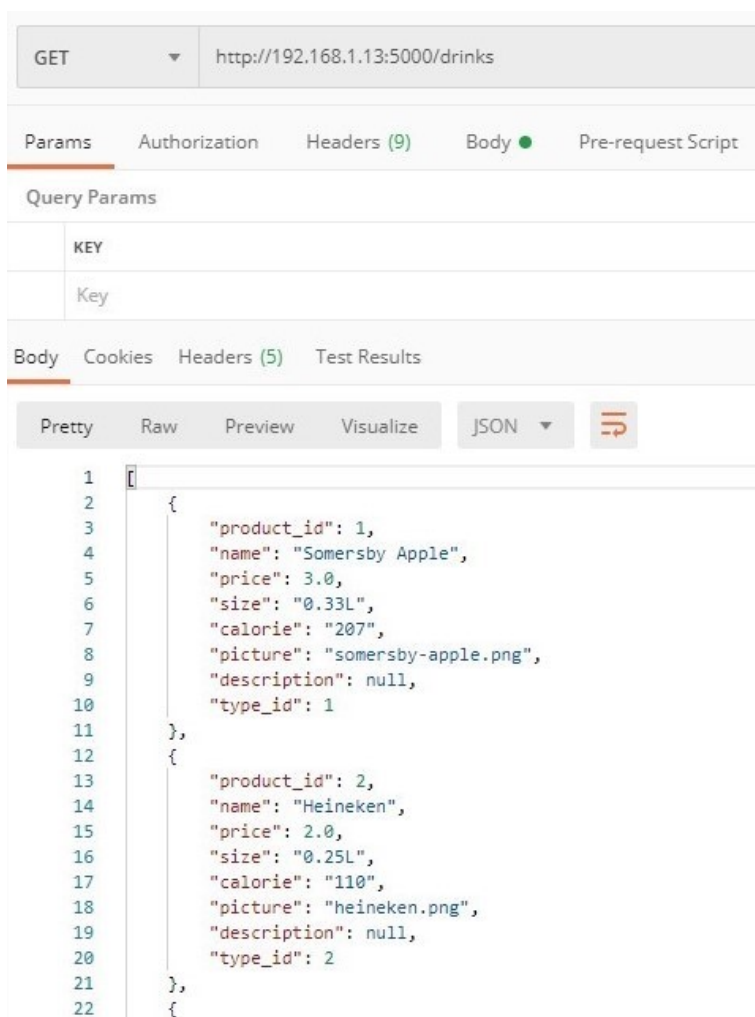 GET http://192.168.1.13:5000/drinks
Params Authorization Headers (9) Body Pre-request Script
Query Params
KEY
Key
Body Cookies Headers (5) Test Results
Pretty Raw Preview Visualize JSON
1 [
2 {
3 "product_id": 1,
4 "name": "Somersby Apple",
5 "price": 3.0,
6 "size": "0.33L",
7 "calorie": "207",
8 "picture": "somersby-apple.png",
9 "description": null,
10 "type_id": 1
11 },
12 {
13 "product_id": 2,
14 "name": "Heineken",
15 "price": 2.0,
16 "size": "0.25L",
17 "calorie": "110",
18 "picture": "heineken.png",
19 "description": null,
20 "type_id": 2
21 },
22 {